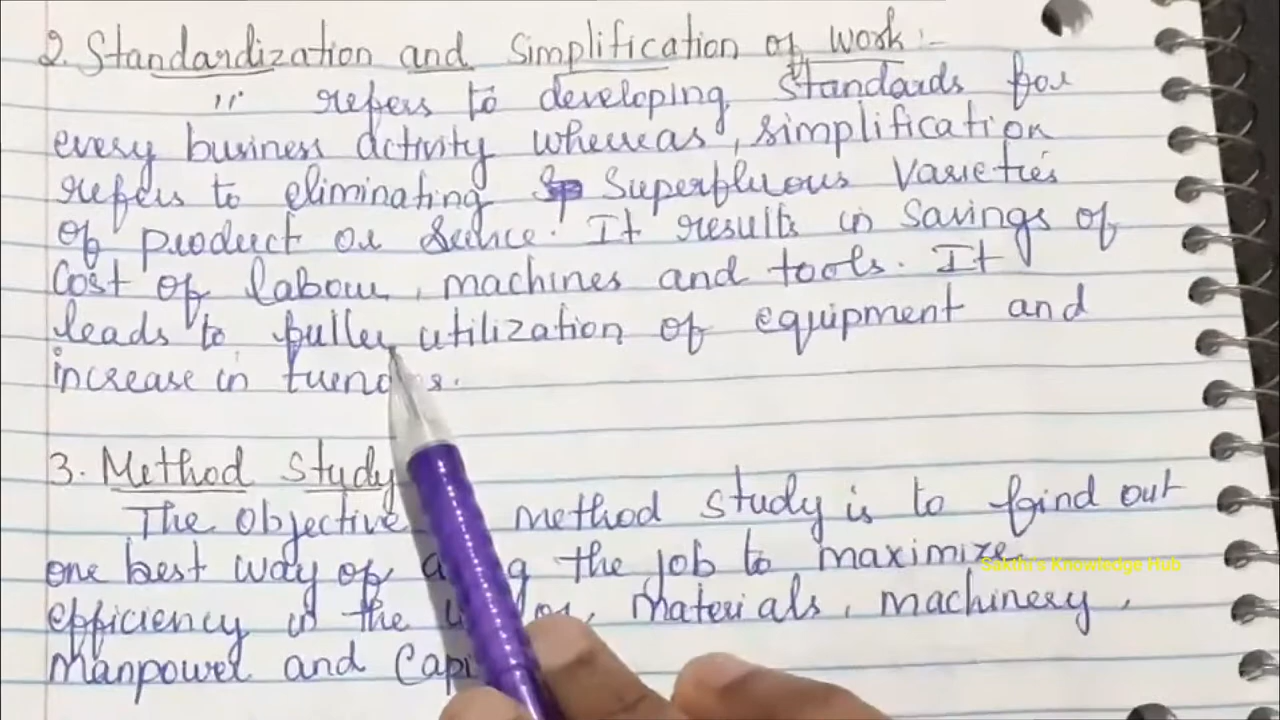 2. Standardization and Simplification of work :-
" refers to developing Standards for
every business activity whereas, simplification
refers to eliminating Superfluous Varieties
of product or Service. It results in Savings of
Cost of labour, machines and tools. It
leads to fuller utilization of equipment and
increase in
3. Method Study
The Objective method study is to find out
one best way of the job to maximize
Sakthi's Knowledge Hub
efficiency in the materials, machinery,
Manpower and